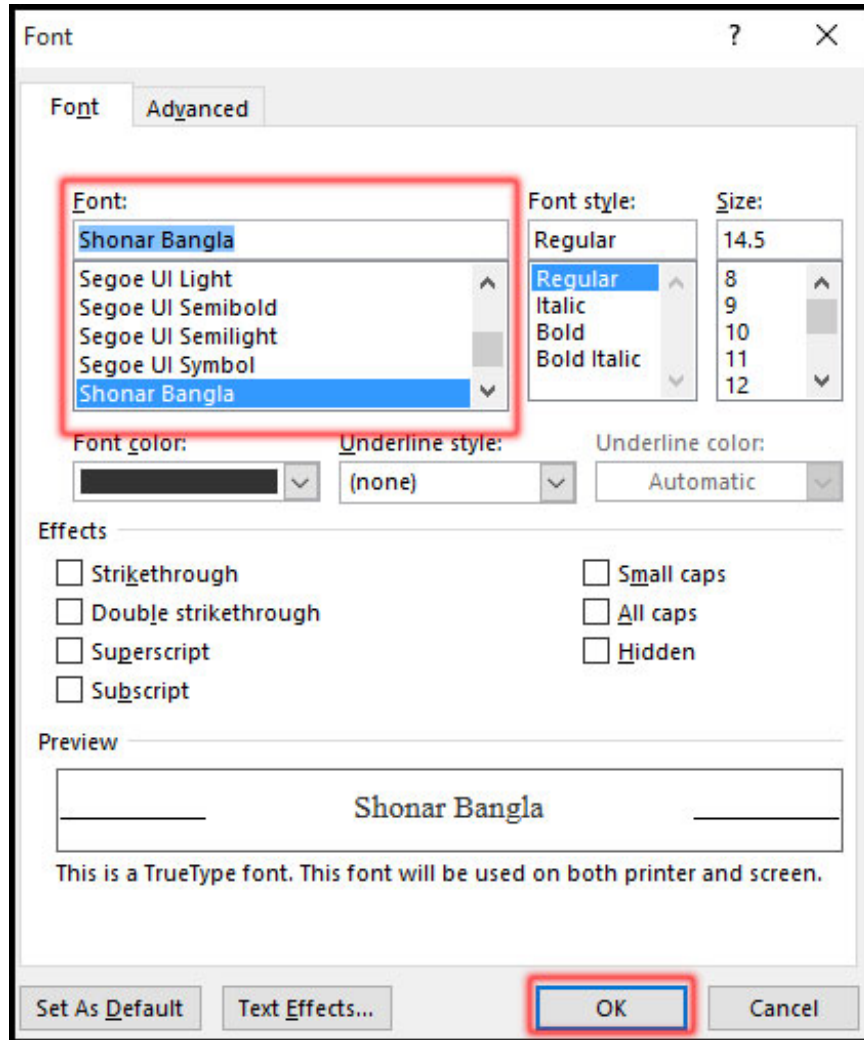 Font ?
Font Advanced
Font: Font style: Size:
Shonar Bangla Regular 14.5
Segoe UI Light Regular 8
Segoe UI Semibold Italic 9
Segoe UI Semilight Bold 10
Segoe UI Symbol Bold Italic 11
Shonar Bangla 12
Font color: Underline style: Underline color:
(none) Automatic
Effects
Strikethrough Small caps
Double strikethrough All caps
Superscript Hidden
Subscript
Preview
Shonar Bangla
This is a TrueType font. This font will be used on both printer and screen.
Set As Default Text Effects... OK Cancel